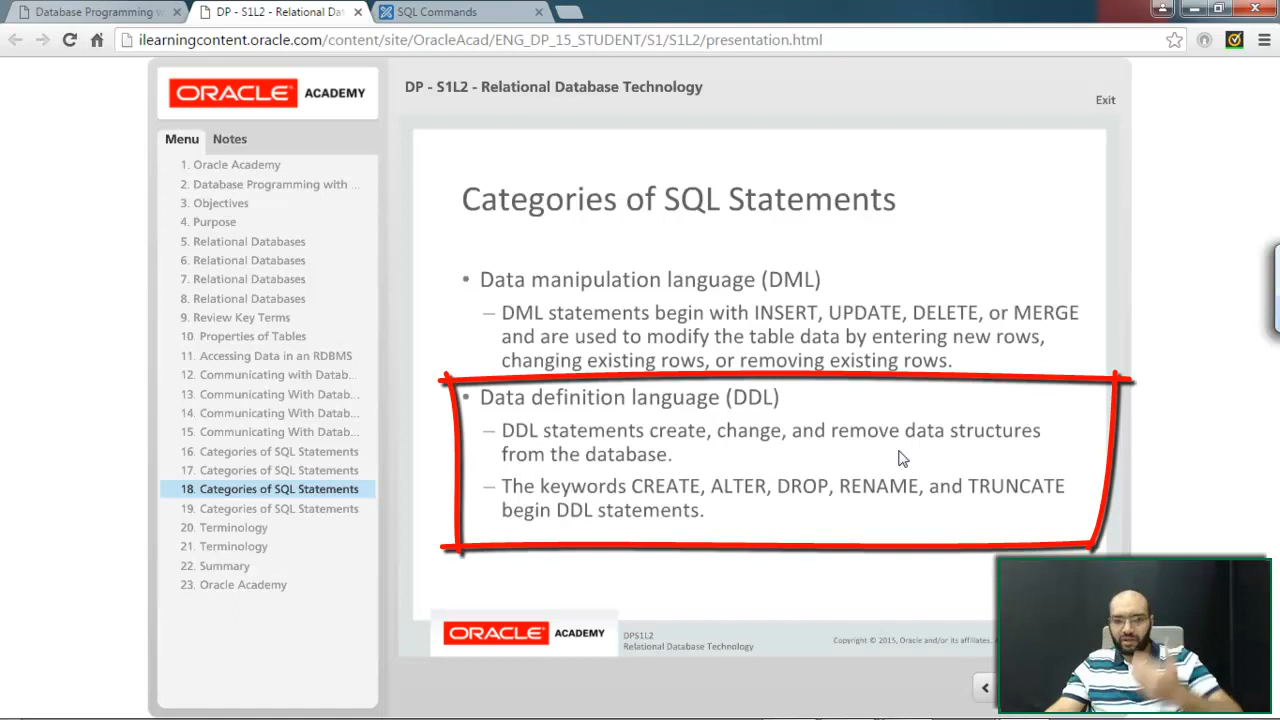 Database Programming w
DP - S1L2 - Relational Dat
SQL Commands
ilearningcontent.oracle.com/content/site/OracleAcad/ENG_DP_15_STUDENT/S1/S1L2/presentation.html
ORACLE ACADEMY
DP - S1L2 - Relational Database Technology
Exit
Menu
Notes
1. Oracle Academy
2. Database Programming with ...
3. Objectives
4. Purpose
5. Relational Databases
6. Relational Databases
7. Relational Databases
8. Relational Databases
9. Review Key Terms
10. Properties of Tables
11. Accessing Data in an RDBMS
12. Communicating with Datab...
13. Communicating With Datab...
14. Communicating With Datab...
15. Communicating With Datab...
16. Categories of SQL Statements
17. Categories of SQL Statements
18. Categories of SQL Statements
19. Categories of SQL Statements
20. Terminology
21. Terminology
22. Summary
23. Oracle Academy
Categories of SQL Statements
• Data manipulation language (DML)
– DML statements begin with INSERT, UPDATE, DELETE, or MERGE
and are used to modify the table data by entering new rows,
changing existing rows, or removing existing rows.
• Data definition language (DDL)
– DDL statements create, change, and remove data structures
from the database.
– The keywords CREATE, ALTER, DROP, RENAME, and TRUNCATE
begin DDL statements.
ORACLE ACADEMY
DPS1L2
Relational Database Technology
Copyright © 2015, Oracle and/or its affiliates.